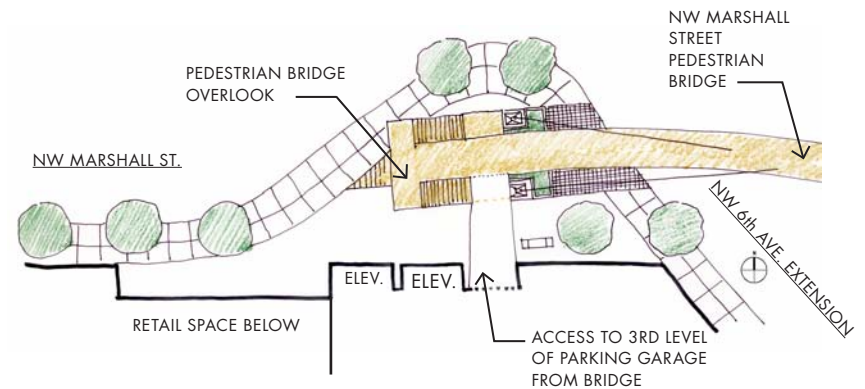 NW MARSHALL
STREET
PEDESTRIAN
BRIDGE
PEDESTRIAN BRIDGE
OVERLOOK
NW MARSHALL ST.
NW 6th AVE. EXTENSION
ELEV.
ELEV.
RETAIL SPACE BELOW
ACCESS TO 3RD LEVEL
OF PARKING GARAGE
FROM BRIDGE